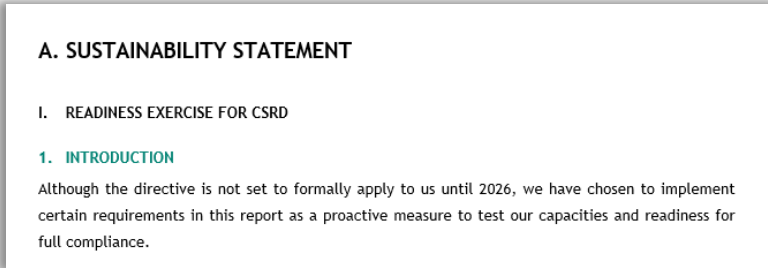 A. SUSTAINABILITY STATEMENT
I. READINESS EXERCISE FOR CSRD
1. INTRODUCTION
Although the directive is not set to formally apply to us until 2026, we have chosen to implement
certain requirements in this report as a proactive measure to test our capacities and readiness for
full compliance.